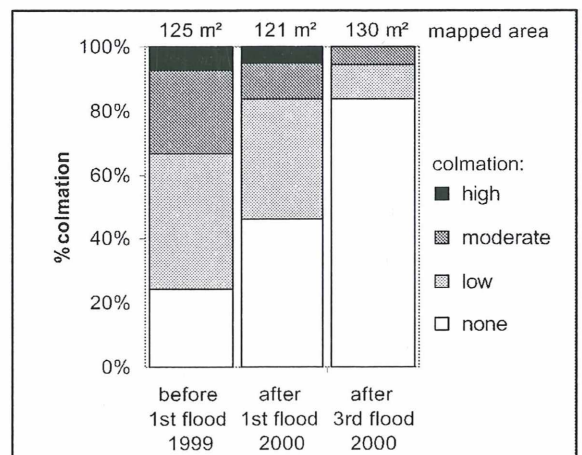 125 m² 121 m² 130 m² mapped area
100%
80%
60%
40%
20%
0%
%colmation
colmation:
high
moderate
low
none
before
1st flood
1999
after
1st flood
2000
after
3rd flood
2000